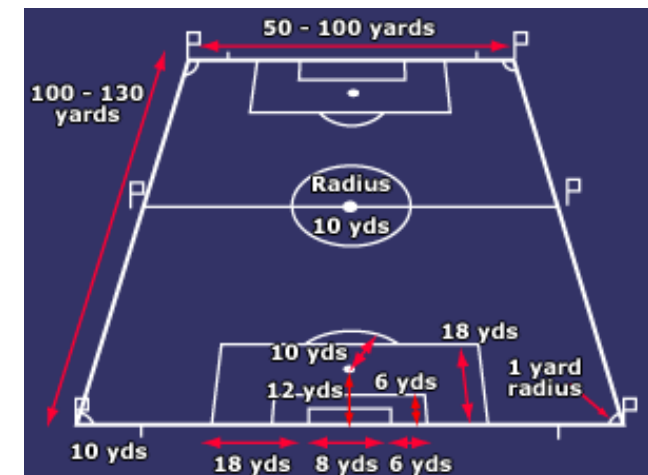 50 - 100 yards
100 - 130
yards
Radius
10 yds
18 yds
10 yds
12 yds
6 yds
1 yard
radius
10 yds
18 yds
8 yds
6 yds